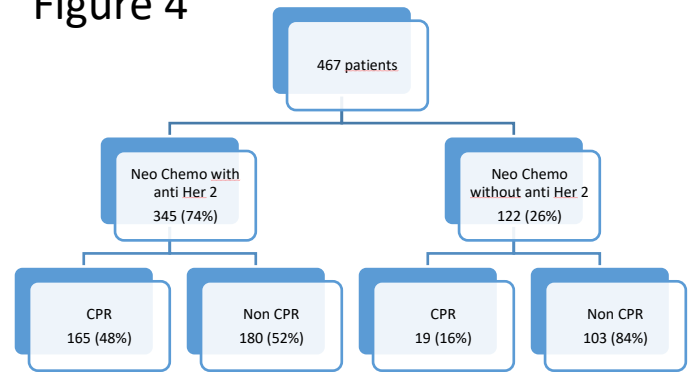 Figure 4
467 patients
Neo Chemo with
anti Her 2
345 (74%)
Neo Chemo
without anti Her 2
122 (26%)
CPR
165 (48%)
Non CPR
180 (52%)
CPR
19 (16%)
Non CPR
103 (84%)